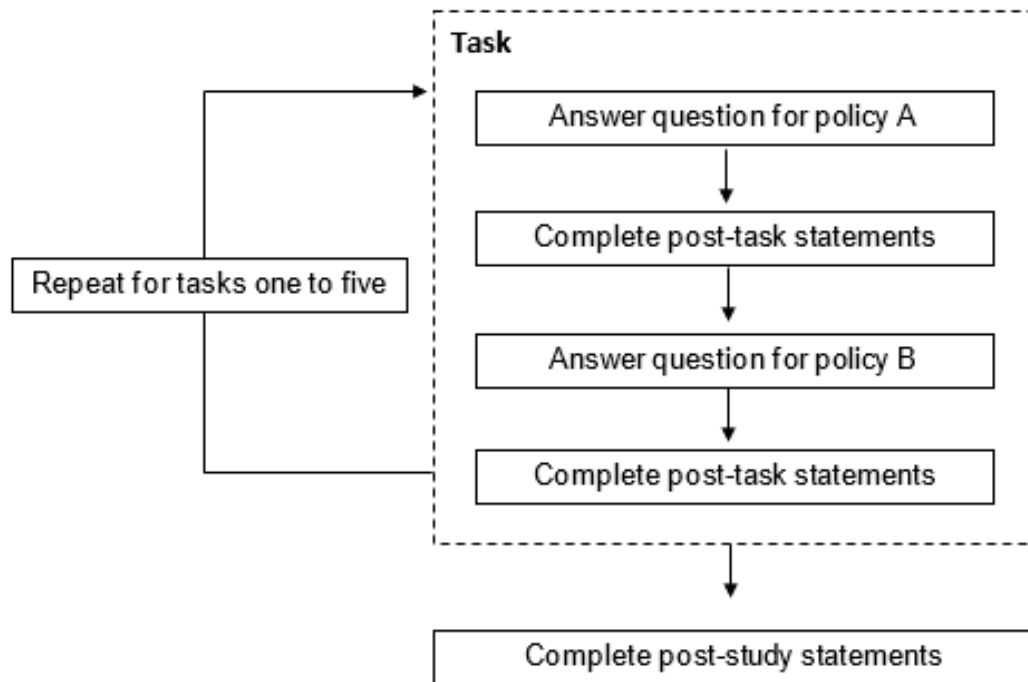 Task
Answer question for policy A
Complete post-task statements
Repeat for tasks one to five
Answer question for policy B
Complete post-task statements
Complete post-study statements